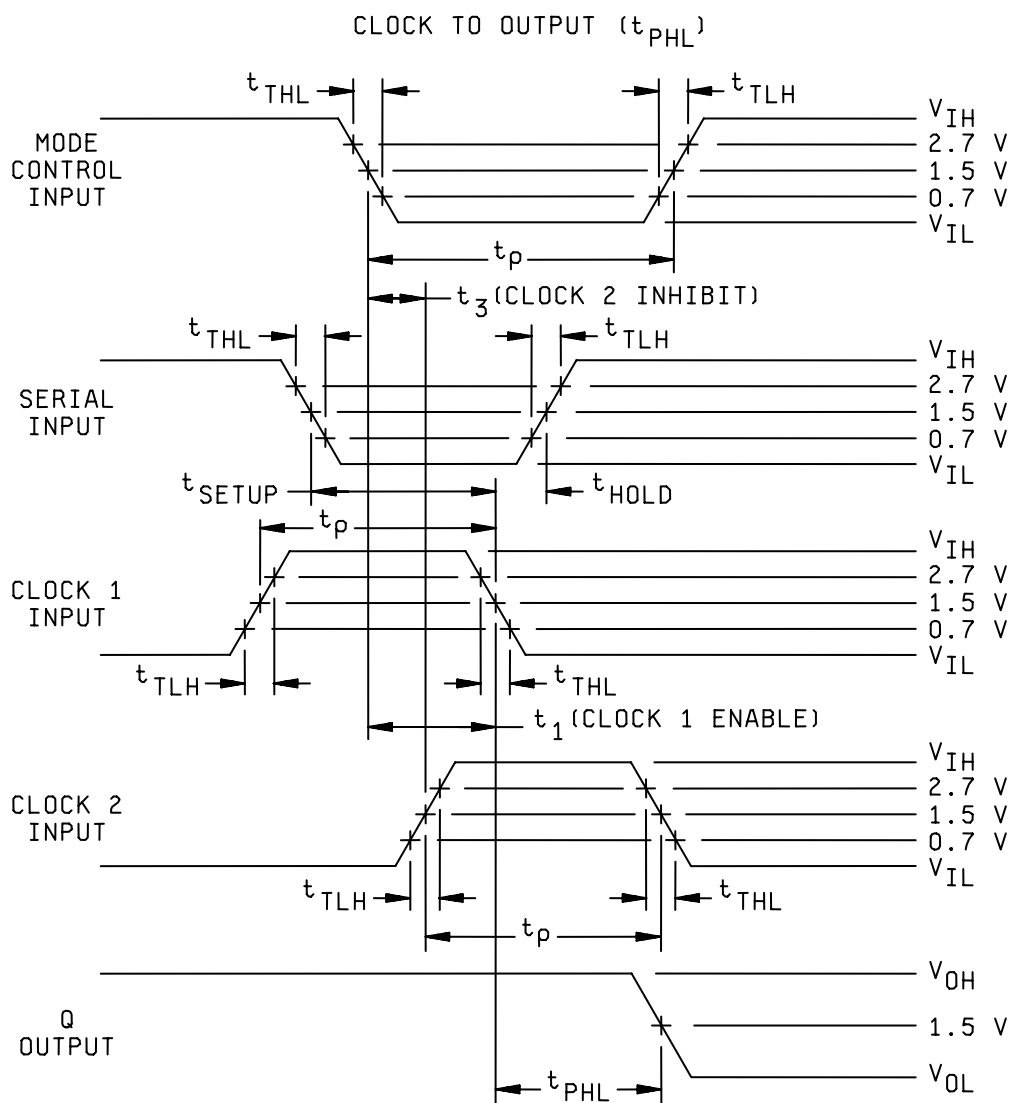 CLOCK TO OUTPUT (tPHL)
tTHL
tTLH
MODE
CONTROL
INPUT
VIH
2.7 V
1.5 V
0.7 V
VIL
tp
t3 (CLOCK 2 INHIBIT)
tTHL
tTLH
SERIAL
INPUT
VIH
2.7 V
1.5 V
0.7 V
VIL
tSETUP
tHOLD
tp
CLOCK 1
INPUT
VIH
2.7 V
1.5 V
0.7 V
VIL
tTLH
tTHL
t1 (CLOCK 1 ENABLE)
CLOCK 2
INPUT
VIH
2.7 V
1.5 V
0.7 V
VIL
tTLH
tTHL
tp
Q
OUTPUT
VOH
1.5 V
VOL
tPHL